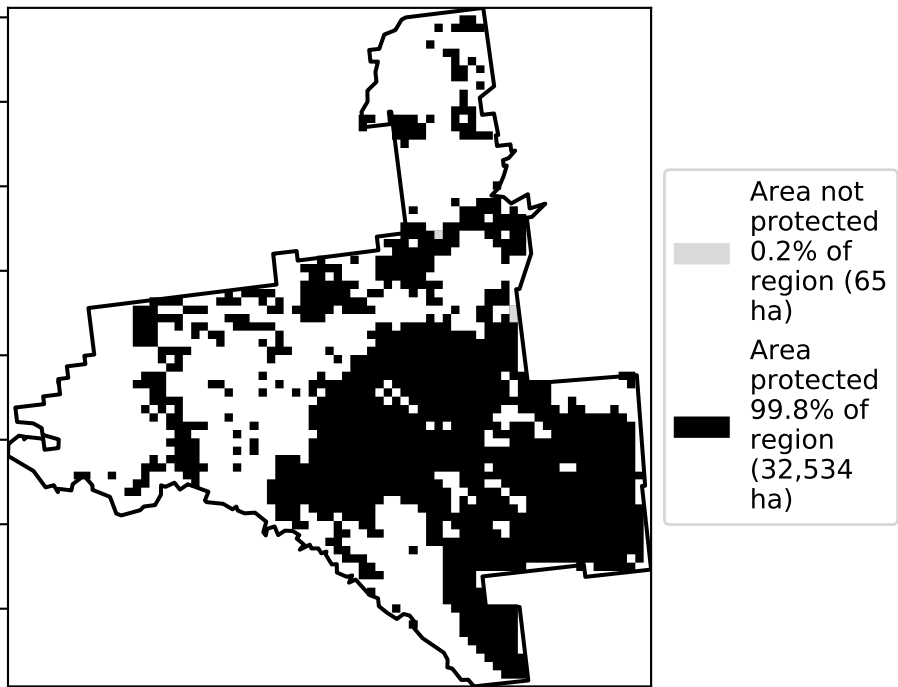 Area not
protected
0.2% of
region (65
ha)
Area
protected
99.8% of
region
(32,534
ha)